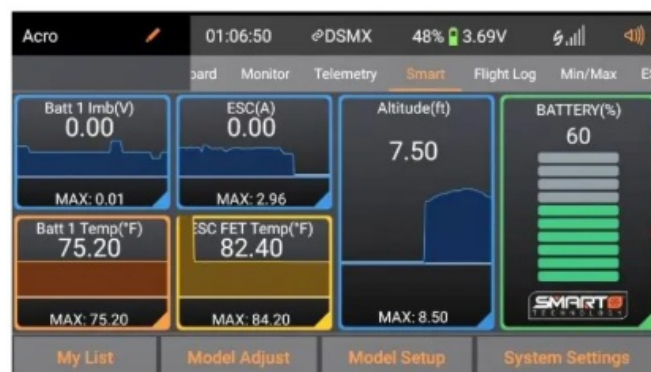 Acro 01:06:50 DSMX 48% 3.69V
oard Monitor Telemetry Smart Flight Log Min/Max ES
Batt 1 Imb(V)
0.00
MAX: 0.01
ESC(A)
0.00
MAX: 2.96
Altitude(ft)
7.50
MAX: 8.50
BATTERY(%)
60
SMART
TECHNOLOGY
Batt 1 Temp(°F)
75.20
MAX: 75.20
ESC FET Temp(°F)
82.40
MAX: 84.20
My List Model Adjust Model Setup System Settings